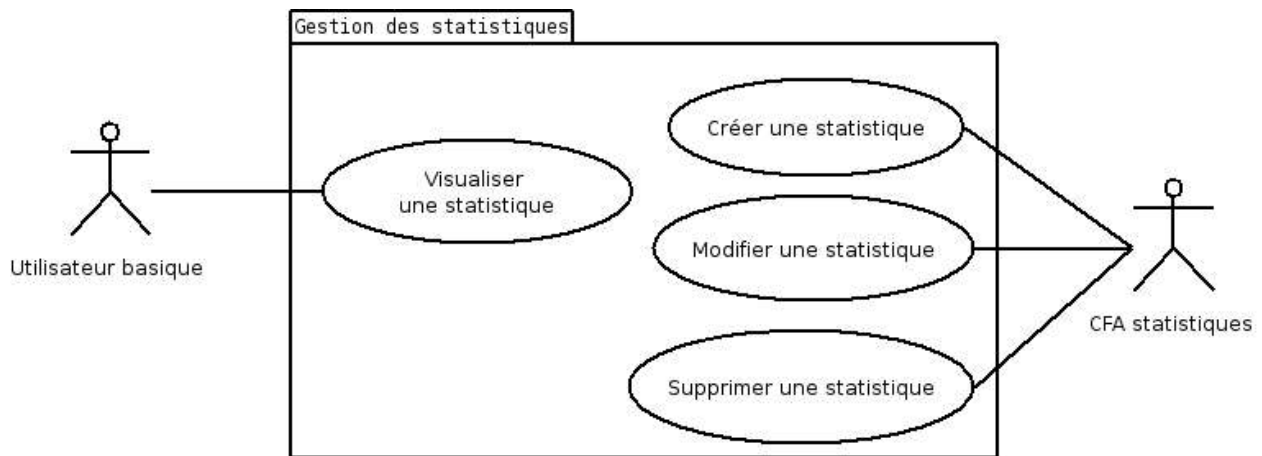 Gestion des statistiques
Créer une statistique
Visualiser
une statistique
Modifier une statistique
Utilisateur basique
CFA statistiques
Supprimer une statistique